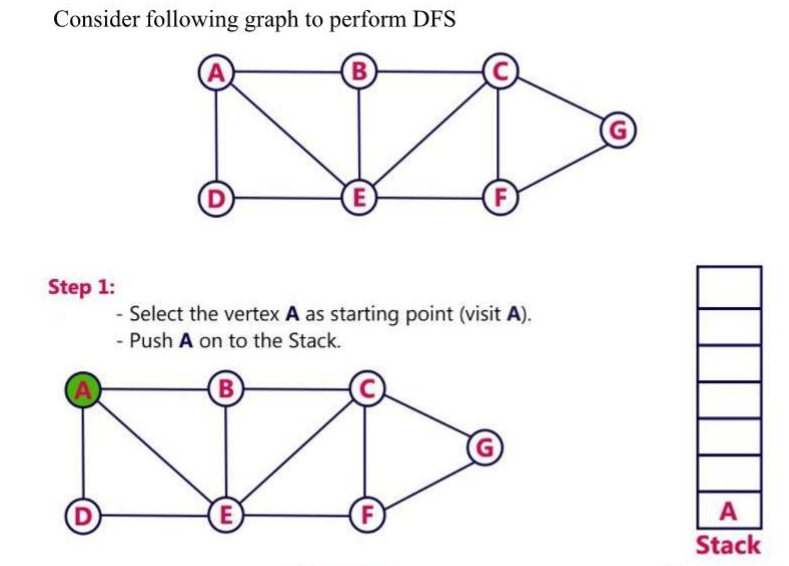 Consider following graph to perform DFS
A B C
G
D E F
Step 1:
- Select the vertex A as starting point (visit A).
- Push A on to the Stack.
A B C
G
D E F
A
Stack